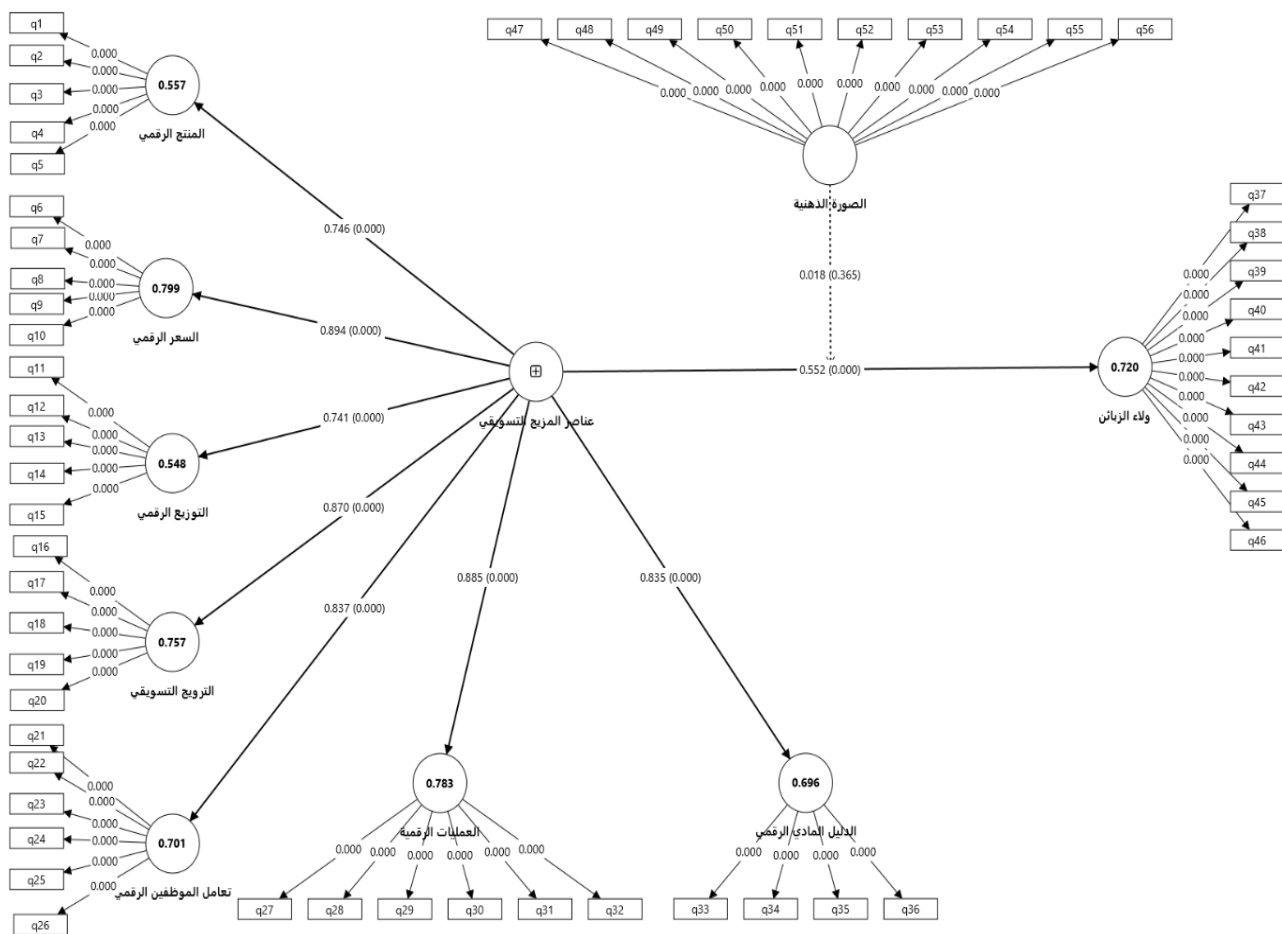 q47
q48
q49
q50
q51
q52
q53
q54
q55
q56
0.000
0.000
0.000
0.000
0.000
0.000
0.000
0.000
0.000
0.000
الصورة الذهنية
0.018 (0.365)
q1
q2
q3
q4
q5
0.000
0.000
0.000
0.000
0.000
0.557
المنتج الرقمي
0.746 (0.000)
q6
q7
q8
q9
q10
0.000
0.000
0.000
0.000
0.000
0.799
السعر الرقمي
0.894 (0.000)
q11
q12
q13
q14
q15
0.000
0.000
0.000
0.000
0.000
0.548
التوزيع الرقمي
0.741 (0.000)
q16
q17
q18
q19
q20
0.000
0.000
0.000
0.000
0.000
0.757
الترويج التسويقي
0.870 (0.000)
q21
q22
q23
q24
q25
q26
0.000
0.000
0.000
0.000
0.000
0.000
0.701
تعامل الموظفين الرقمي
0.837 (0.000)
عناصر المزيج التسويقي
0.552 (0.000)
0.885 (0.000)
0.783
العمليات الرقمية
0.000
0.000
0.000
0.000
0.000
0.000
q27
q28
q29
q30
q31
q32
0.835 (0.000)
0.696
الدليل المادي الرقمي
0.000
0.000
0.000
0.000
q33
q34
q35
q36
0.720
ولاء الزبائن
0.000
0.000
0.000
0.000
0.000
0.000
0.000
0.000
0.000
0.000
q37
q38
q39
q40
q41
q42
q43
q44
q45
q46